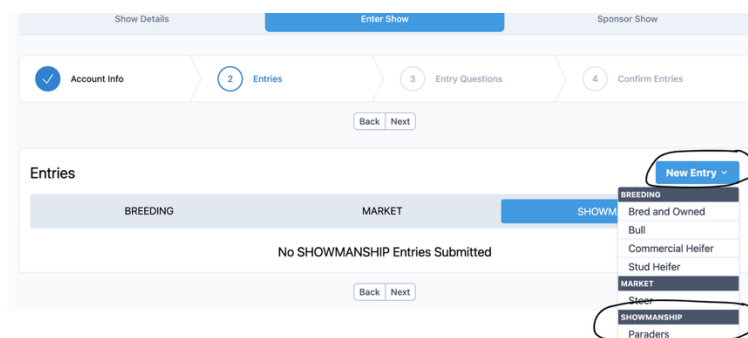 Show Details Enter Show Sponsor Show
Account Info 2 Entries 3 Entry Questions 4 Confirm Entries
Back Next
Entries New Entry
BREEDING MARKET SHOWM
BREEDING
Bred and Owned
Bull
Commercial Heifer
No SHOWMANSHIP Entries Submitted
Stud Heifer
MARKET
Back Next
Steer
SHOWMANSHIP
Paraders